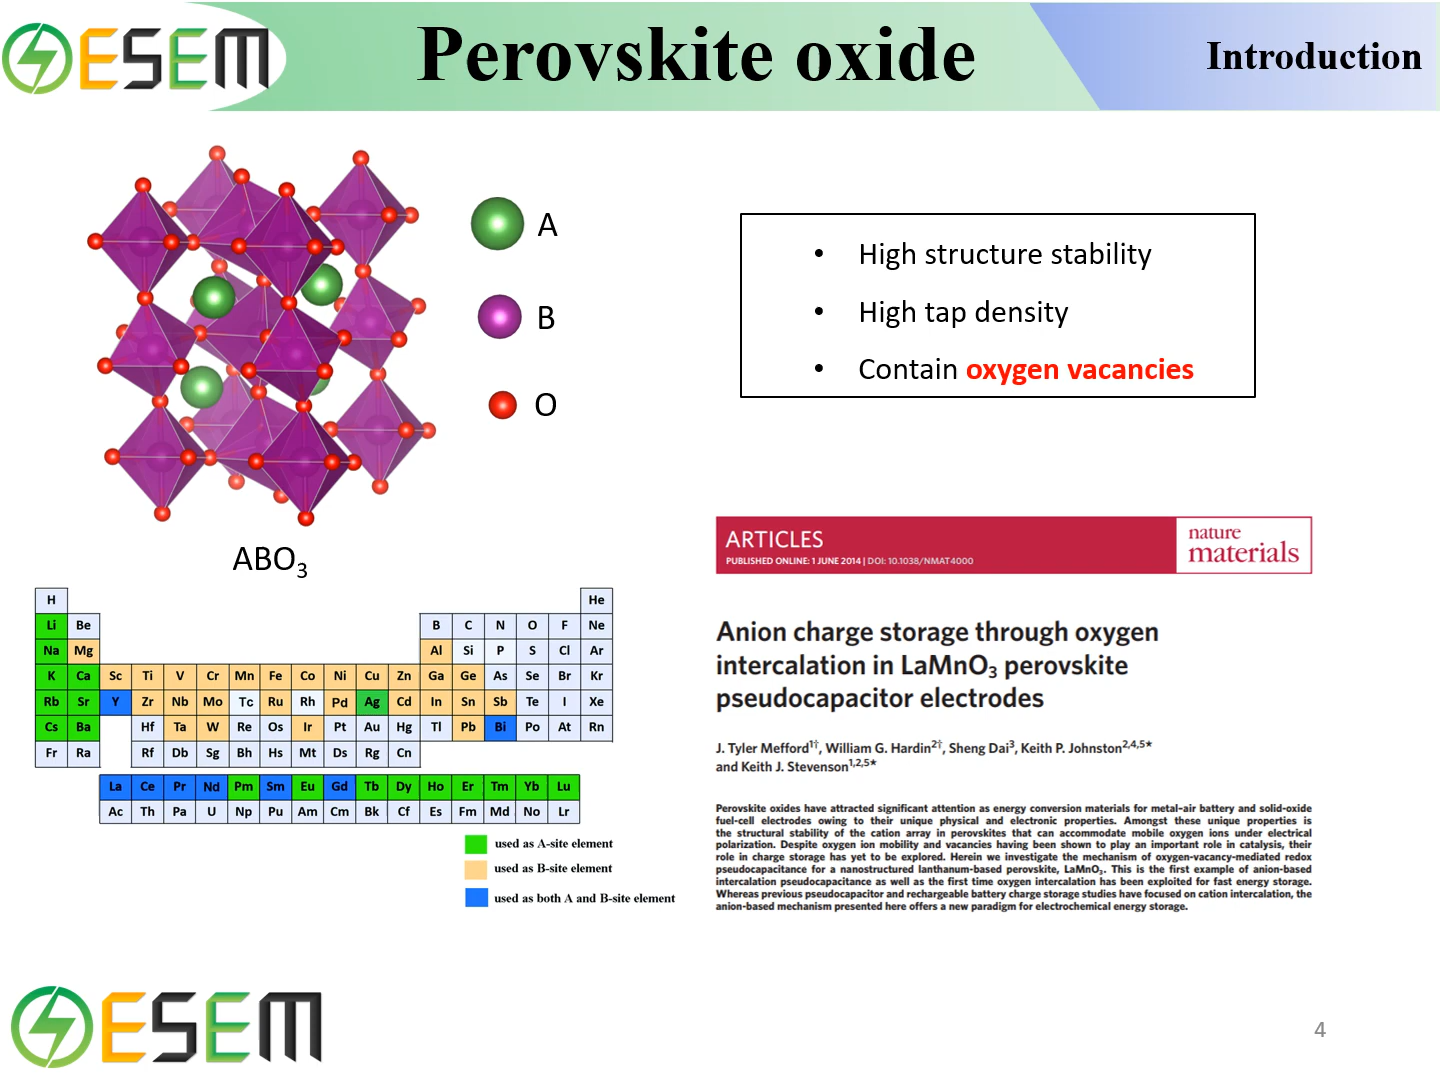 ESEM
Perovskite oxide
Introduction
A
B
O
ABO3
• High structure stability
• High tap density
• Contain oxygen vacancies
H He
Li Be B C N O F Ne
Na Mg Al Si P S Cl Ar
K Ca Sc Ti V Cr Mn Fe Co Ni Cu Zn Ga Ge As Se Br Kr
Rb Sr Y Zr Nb Mo Tc Ru Rh Pd Ag Cd In Sn Sb Te I Xe
Cs Ba Hf Ta W Re Os Ir Pt Au Hg Tl Pb Bi Po At Rn
Fr Ra Rf Db Sg Bh Hs Mt Ds Rg Cn
La Ce Pr Nd Pm Sm Eu Gd Tb Dy Ho Er Tm Yb Lu
Ac Th Pa U Np Pu Am Cm Bk Cf Es Fm Md No Lr
used as A-site element
used as B-site element
used as both A and B-site element
ARTICLES
PUBLISHED ONLINE: 1 JUNE 2014 | DOI: 10.1038/NMAT4000
nature
materials
Anion charge storage through oxygen
intercalation in LaMnO3 perovskite
pseudocapacitor electrodes
J. Tyler Mefford1†, William G. Hardin2†, Sheng Dai3, Keith P. Johnston2,4,5*
and Keith J. Stevenson1,2,5*
Perovskite oxides have attracted significant attention as energy conversion materials for metal–air battery and solid-oxide
fuel-cell electrodes owing to their unique physical and electronic properties. Amongst these unique properties is
the structural stability of the cation array in perovskites that can accommodate mobile oxygen ions under electrical
polarization. Despite oxygen ion mobility and vacancies having been shown to play an important role in catalysis, their
role in charge storage has yet to be explored. Herein we investigate the mechanism of oxygen-vacancy-mediated redox
pseudocapacitance for a nanostructured lanthanum-based perovskite, LaMnO3. This is the first example of anion-based
intercalation pseudocapacitance as well as the first time oxygen intercalation has been exploited for fast energy storage.
Whereas previous pseudocapacitor and rechargeable battery charge storage studies have focused on cation intercalation, the
anion-based mechanism presented here offers a new paradigm for electrochemical energy storage.
ESEM
4